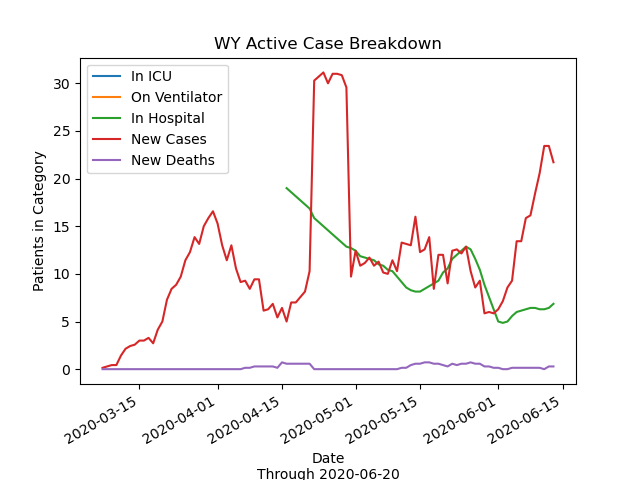 WY Active Case Breakdown
In ICU
On Ventilator
In Hospital
New Cases
New Deaths
Patients in Category
30
25
20
15
10
5
0
2020-03-15
2020-04-01
2020-04-15
2020-05-01
2020-05-15
2020-06-01
2020-06-15
Date
Through 2020-06-20